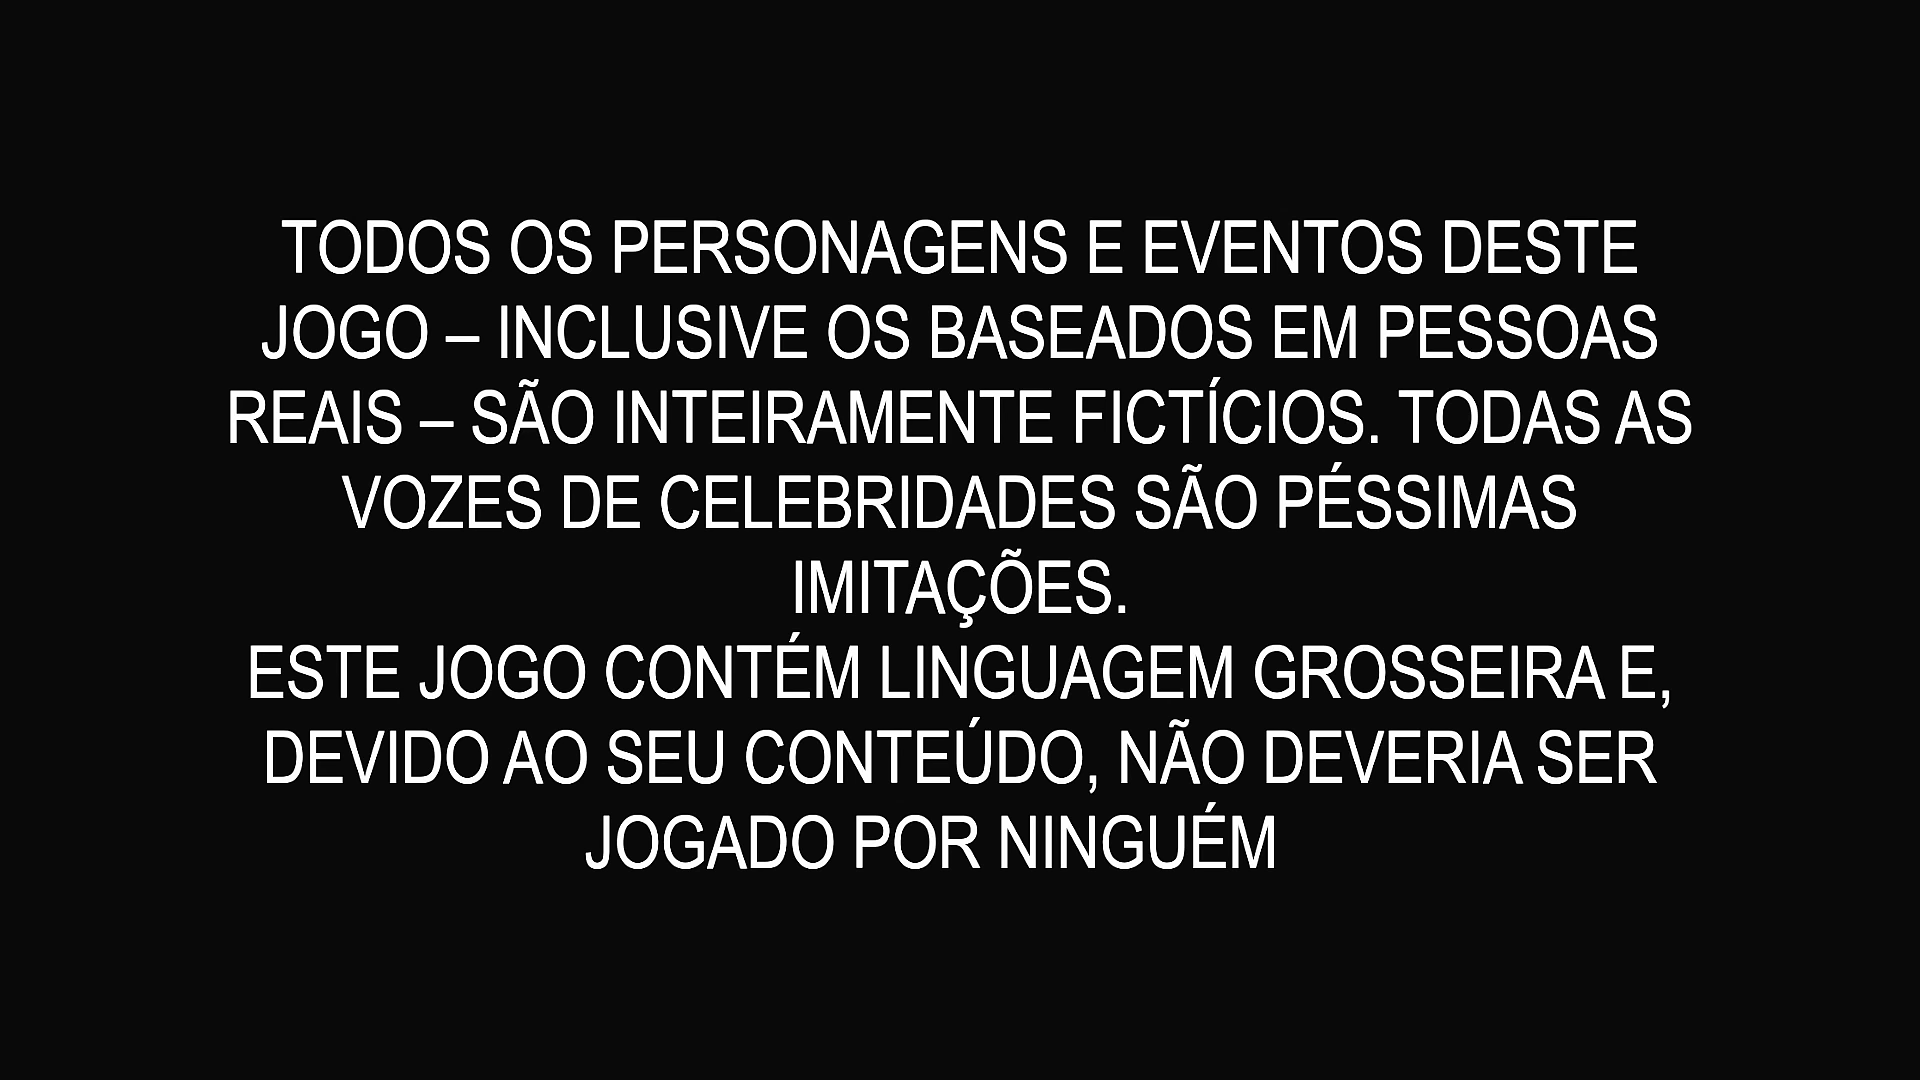 TODOS OS PERSONAGENS E EVENTOS DESTE
JOGO – INCLUSIVE OS BASEADOS EM PESSOAS
REAIS – SÃO INTEIRAMENTE FICTÍCIOS. TODAS AS
VOZES DE CELEBRIDADES SÃO PÉSSIMAS
IMITAÇÕES.
ESTE JOGO CONTÉM LINGUAGEM GROSSEIRA E,
DEVIDO AO SEU CONTEÚDO, NÃO DEVERIA SER
JOGADO POR NINGUÉM